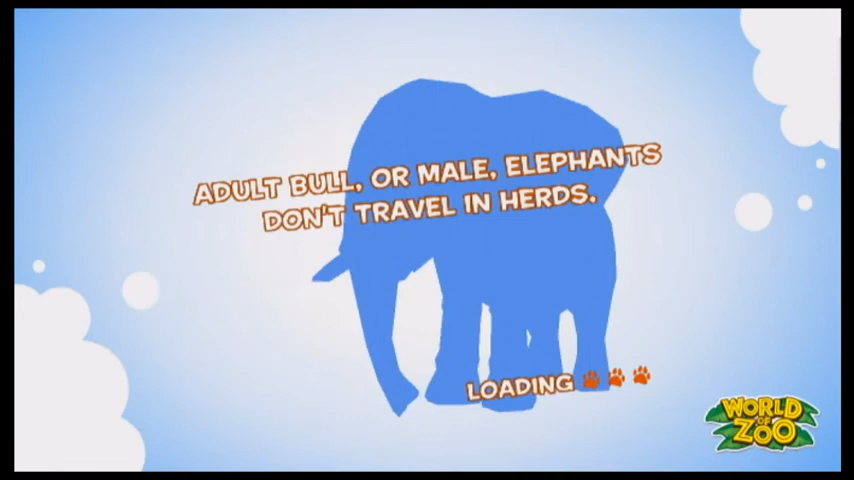 ADULT BULL, OR MALE, ELEPHANTS
DON'T TRAVEL IN HERDS.
LOADING
WORLD
OF
ZOO